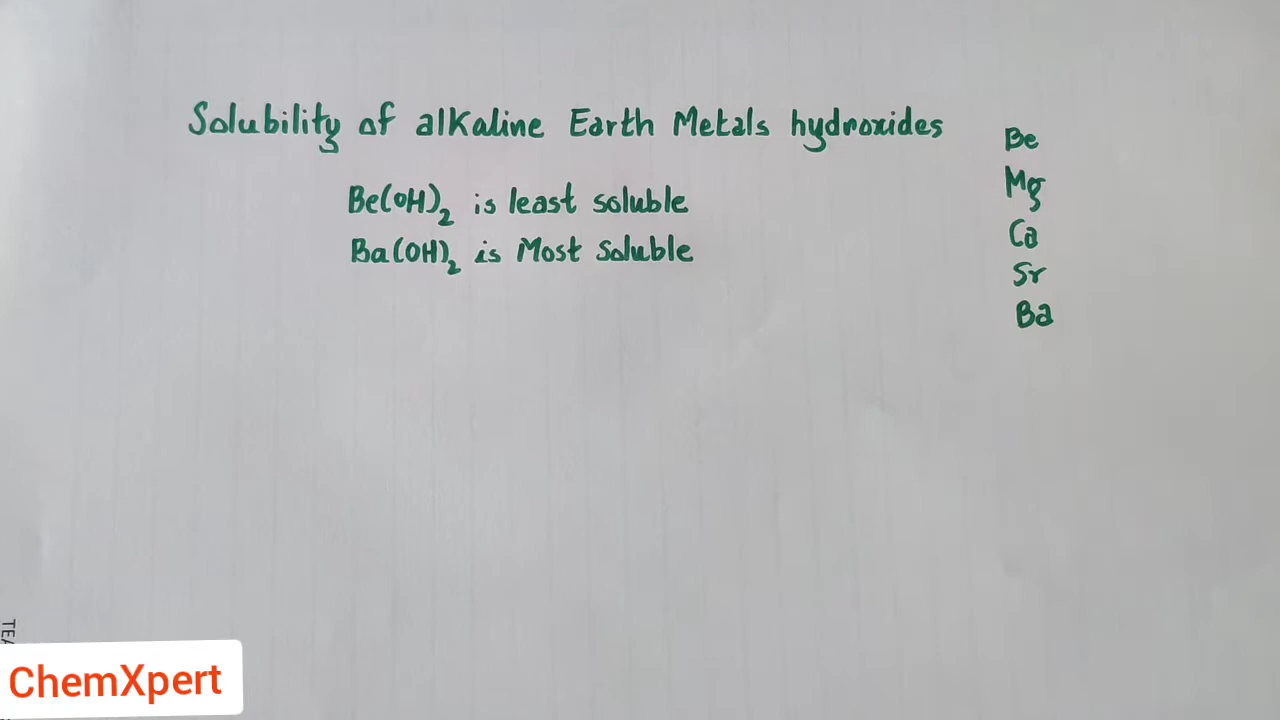 Solubility of alkaline Earth Metals hydroxides
Be(OH)₂ is least soluble
Ba(OH)₂ is Most soluble
Be
Mg
Ca
Sr
Ba
ChemXpert